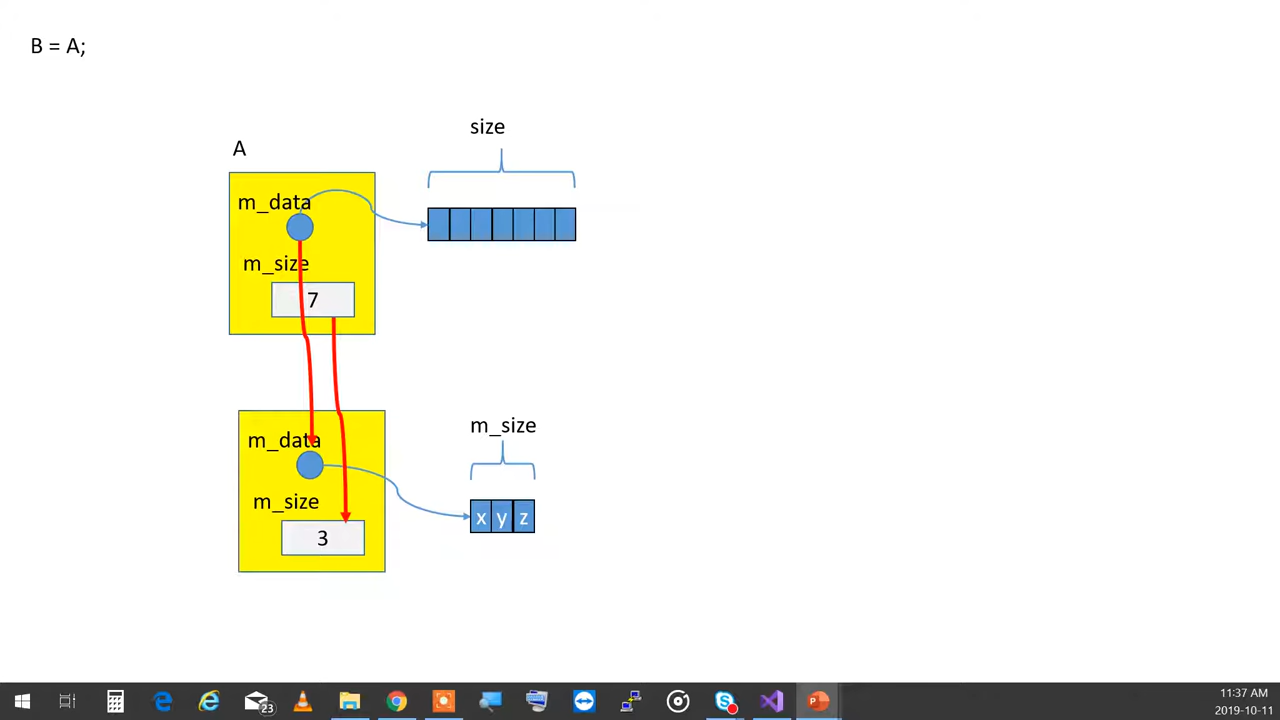 B = A;
size
A
m_data
m_size
7
m_size
m_data
m_size
x y z
3
23
11:37 AM
2019-10-11